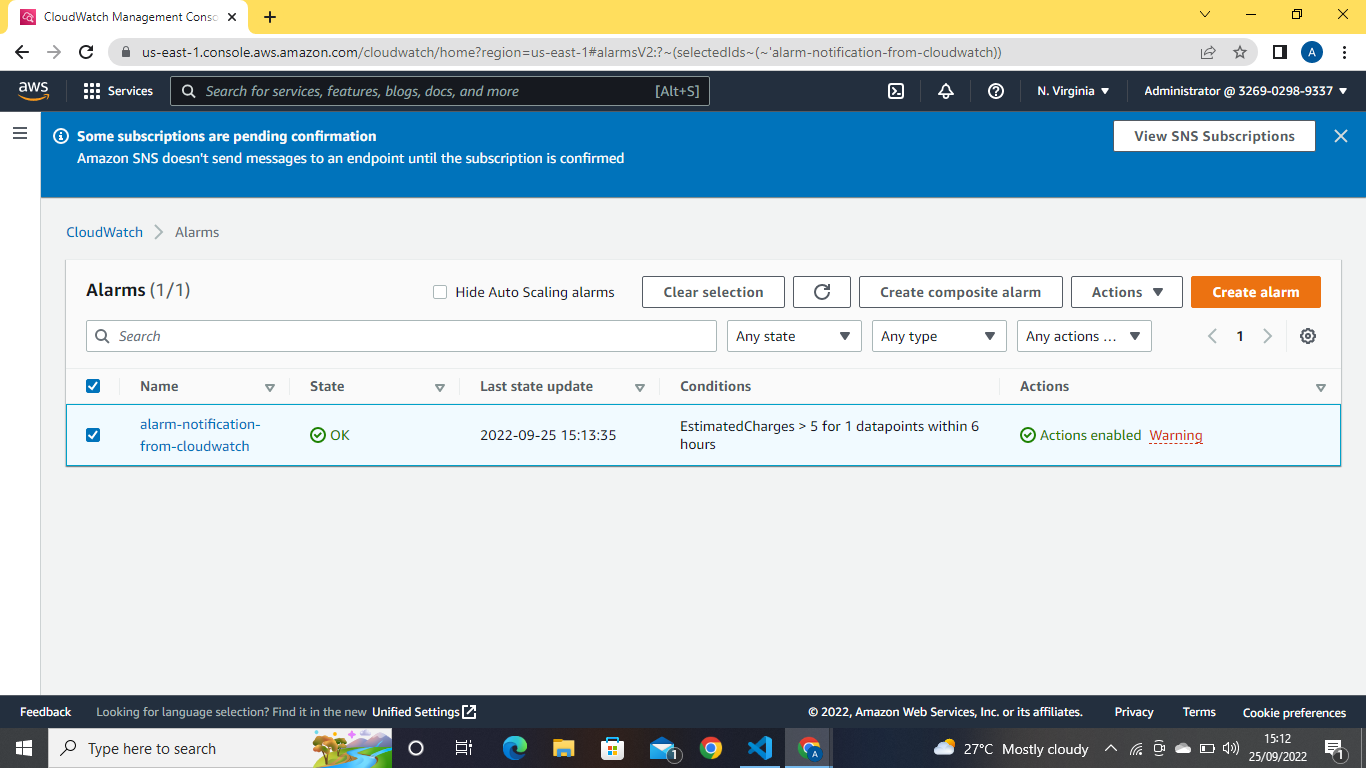 CloudWatch Management Conso
us-east-1.console.aws.amazon.com/cloudwatch/home?region=us-east-1#alarmsV2:?~(selectedIds~(~'alarm-notification-from-cloudwatch))
A
aws
Services
Search for services, features, blogs, docs, and more
[Alt+S]
N. Virginia
Administrator @ 3269-0298-9337
Some subscriptions are pending confirmation
Amazon SNS doesn't send messages to an endpoint until the subscription is confirmed
View SNS Subscriptions
CloudWatch
Alarms
Alarms (1/1)
Hide Auto Scaling alarms
Clear selection
Create composite alarm
Actions
Create alarm
Search
Any state
Any type
Any actions ...
1
Name
State
Last state update
Conditions
Actions
alarm-notification-
from-cloudwatch
OK
2022-09-25 15:13:35
EstimatedCharges > 5 for 1 datapoints within 6
hours
Actions enabled
Warning
Feedback
Looking for language selection? Find it in the new Unified Settings
© 2022, Amazon Web Services, Inc. or its affiliates.
Privacy
Terms
Cookie preferences
Type here to search
1
A
27°C Mostly cloudy
15:12
25/09/2022
1